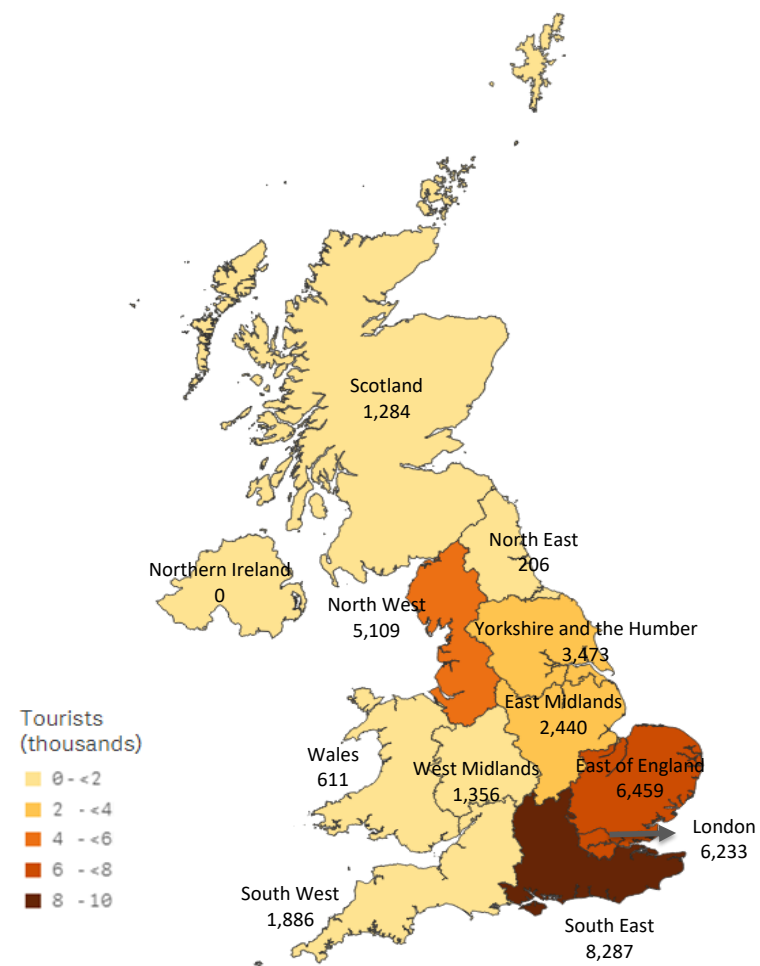 Scotland
1,284
North East
206
Northern Ireland
0
North West
5,109
Yorkshire and the Humber
3,473
East Midlands
2,440
Tourists
(thousands)
0-<2
2 -<4
4 -<6
6 -<8
8 -10
Wales
611
West Midlands
1,356
East of England
6,459
London
6,233
South West
1,886
South East
8,287